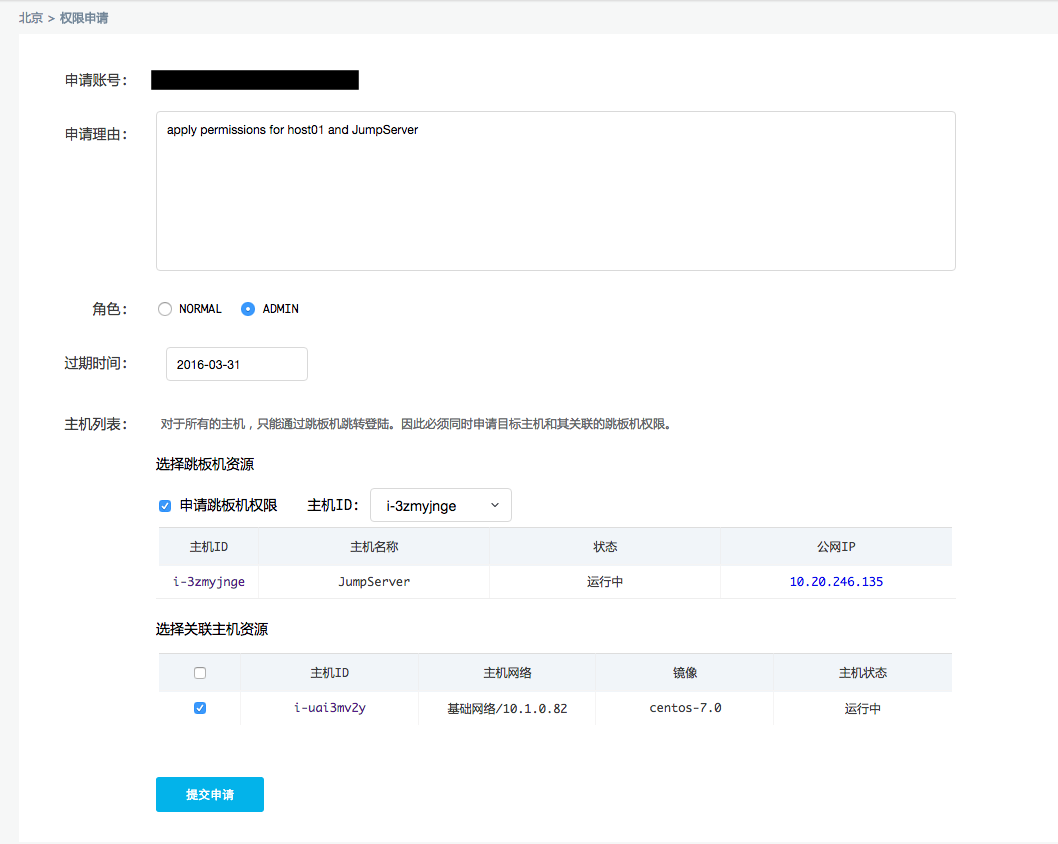 北京 > 权限申请
申请账号：
申请理由：
apply permissions for host01 and JumpServer
角色： NORMAL ADMIN
过期时间： 2016-03-31
主机列表： 对于所有的主机，只能通过跳板机跳转登陆。因此必须同时申请目标主机和其关联的跳板机权限。
选择跳板机资源
申请跳板机权限 主机ID： i-3zmyjnge
主机ID 主机名称 状态 公网IP
i-3zmyjnge JumpServer 运行中 10.20.246.135
选择关联主机资源
主机ID 主机网络 镜像 主机状态
i-uai3mv2y 基础网络/10.1.0.82 centos-7.0 运行中
提交申请